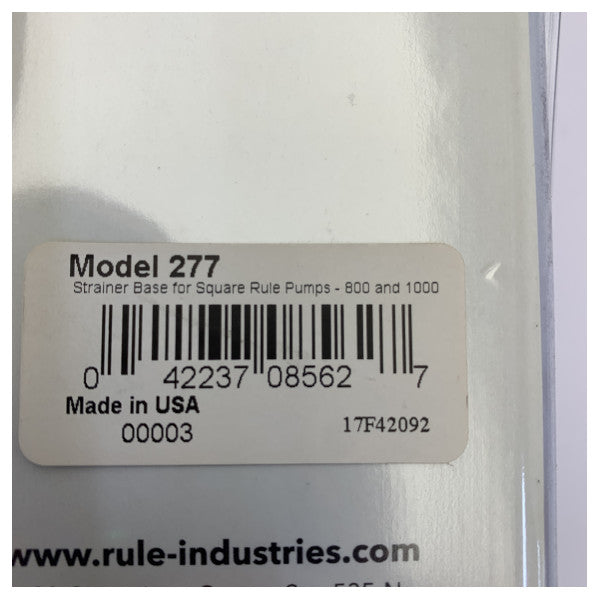 Model 277
Strainer Base for Square Rule Pumps - 800 and 1000
0 42237 08562 7
Made in USA
00003 17F42092
www.rule-industries.com